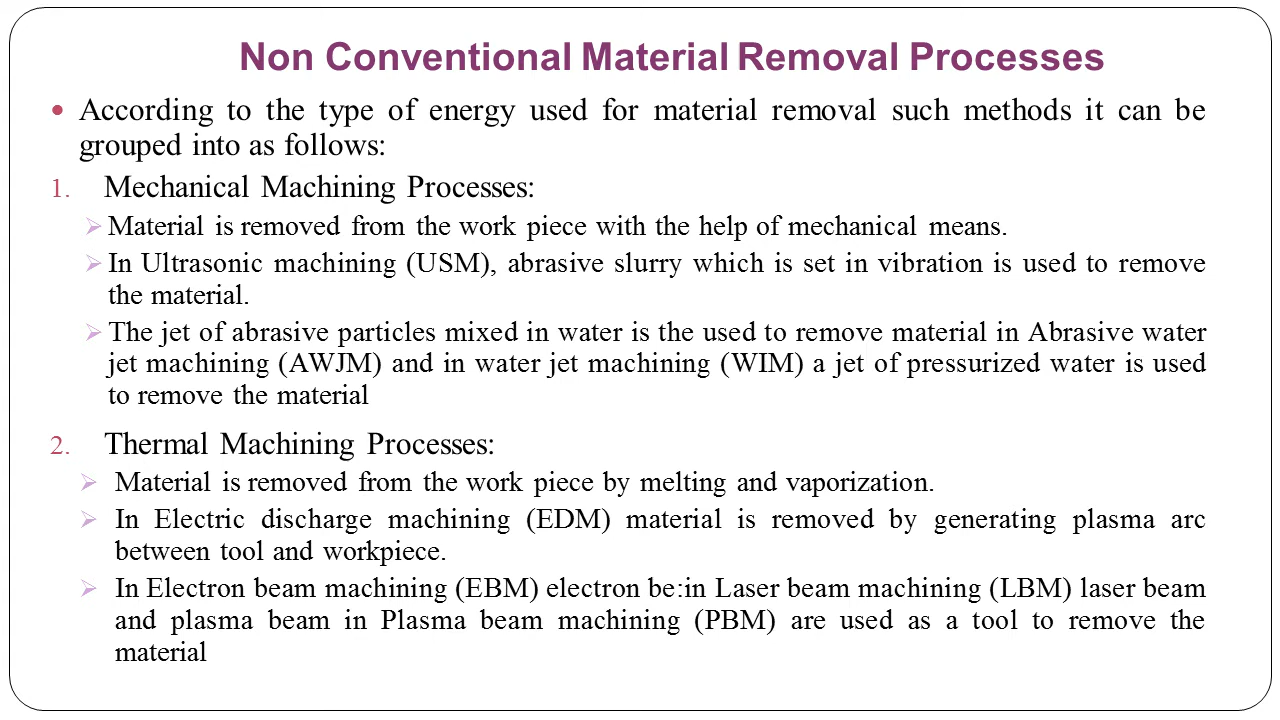 Non Conventional Material Removal Processes
• According to the type of energy used for material removal such methods it can be
grouped into as follows:
1. Mechanical Machining Processes:
➢ Material is removed from the work piece with the help of mechanical means.
➢ In Ultrasonic machining (USM), abrasive slurry which is set in vibration is used to remove
the material.
➢ The jet of abrasive particles mixed in water is the used to remove material in Abrasive water
jet machining (AWJM) and in water jet machining (WIM) a jet of pressurized water is used
to remove the material
2. Thermal Machining Processes:
➢ Material is removed from the work piece by melting and vaporization.
➢ In Electric discharge machining (EDM) material is removed by generating plasma arc
between tool and workpiece.
➢ In Electron beam machining (EBM) electron be:in Laser beam machining (LBM) laser beam
and plasma beam in Plasma beam machining (PBM) are used as a tool to remove the
material